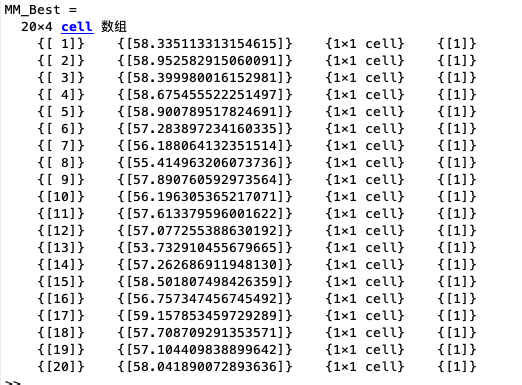 MM_Best =
20×4 cell 数组
{[ 1]} {[58.335113313154615]} {1×1 cell} {[1]}
{[ 2]} {[58.952582915060091]} {1×1 cell} {[1]}
{[ 3]} {[58.399980016152981]} {1×1 cell} {[1]}
{[ 4]} {[58.675455522251497]} {1×1 cell} {[1]}
{[ 5]} {[58.900789517824691]} {1×1 cell} {[1]}
{[ 6]} {[57.283897234160335]} {1×1 cell} {[1]}
{[ 7]} {[56.188064132351514]} {1×1 cell} {[1]}
{[ 8]} {[55.414963206073736]} {1×1 cell} {[1]}
{[ 9]} {[57.890760592973564]} {1×1 cell} {[1]}
{[10]} {[56.196305365217071]} {1×1 cell} {[1]}
{[11]} {[57.613379596001622]} {1×1 cell} {[1]}
{[12]} {[57.077255388630192]} {1×1 cell} {[1]}
{[13]} {[53.732910455679665]} {1×1 cell} {[1]}
{[14]} {[57.262686911948130]} {1×1 cell} {[1]}
{[15]} {[58.501807498426359]} {1×1 cell} {[1]}
{[16]} {[56.757347456745492]} {1×1 cell} {[1]}
{[17]} {[59.157853459729289]} {1×1 cell} {[1]}
{[18]} {[57.708709291353571]} {1×1 cell} {[1]}
{[19]} {[57.104409838899642]} {1×1 cell} {[1]}
{[20]} {[58.041890072893636]} {1×1 cell} {[1]}
>>